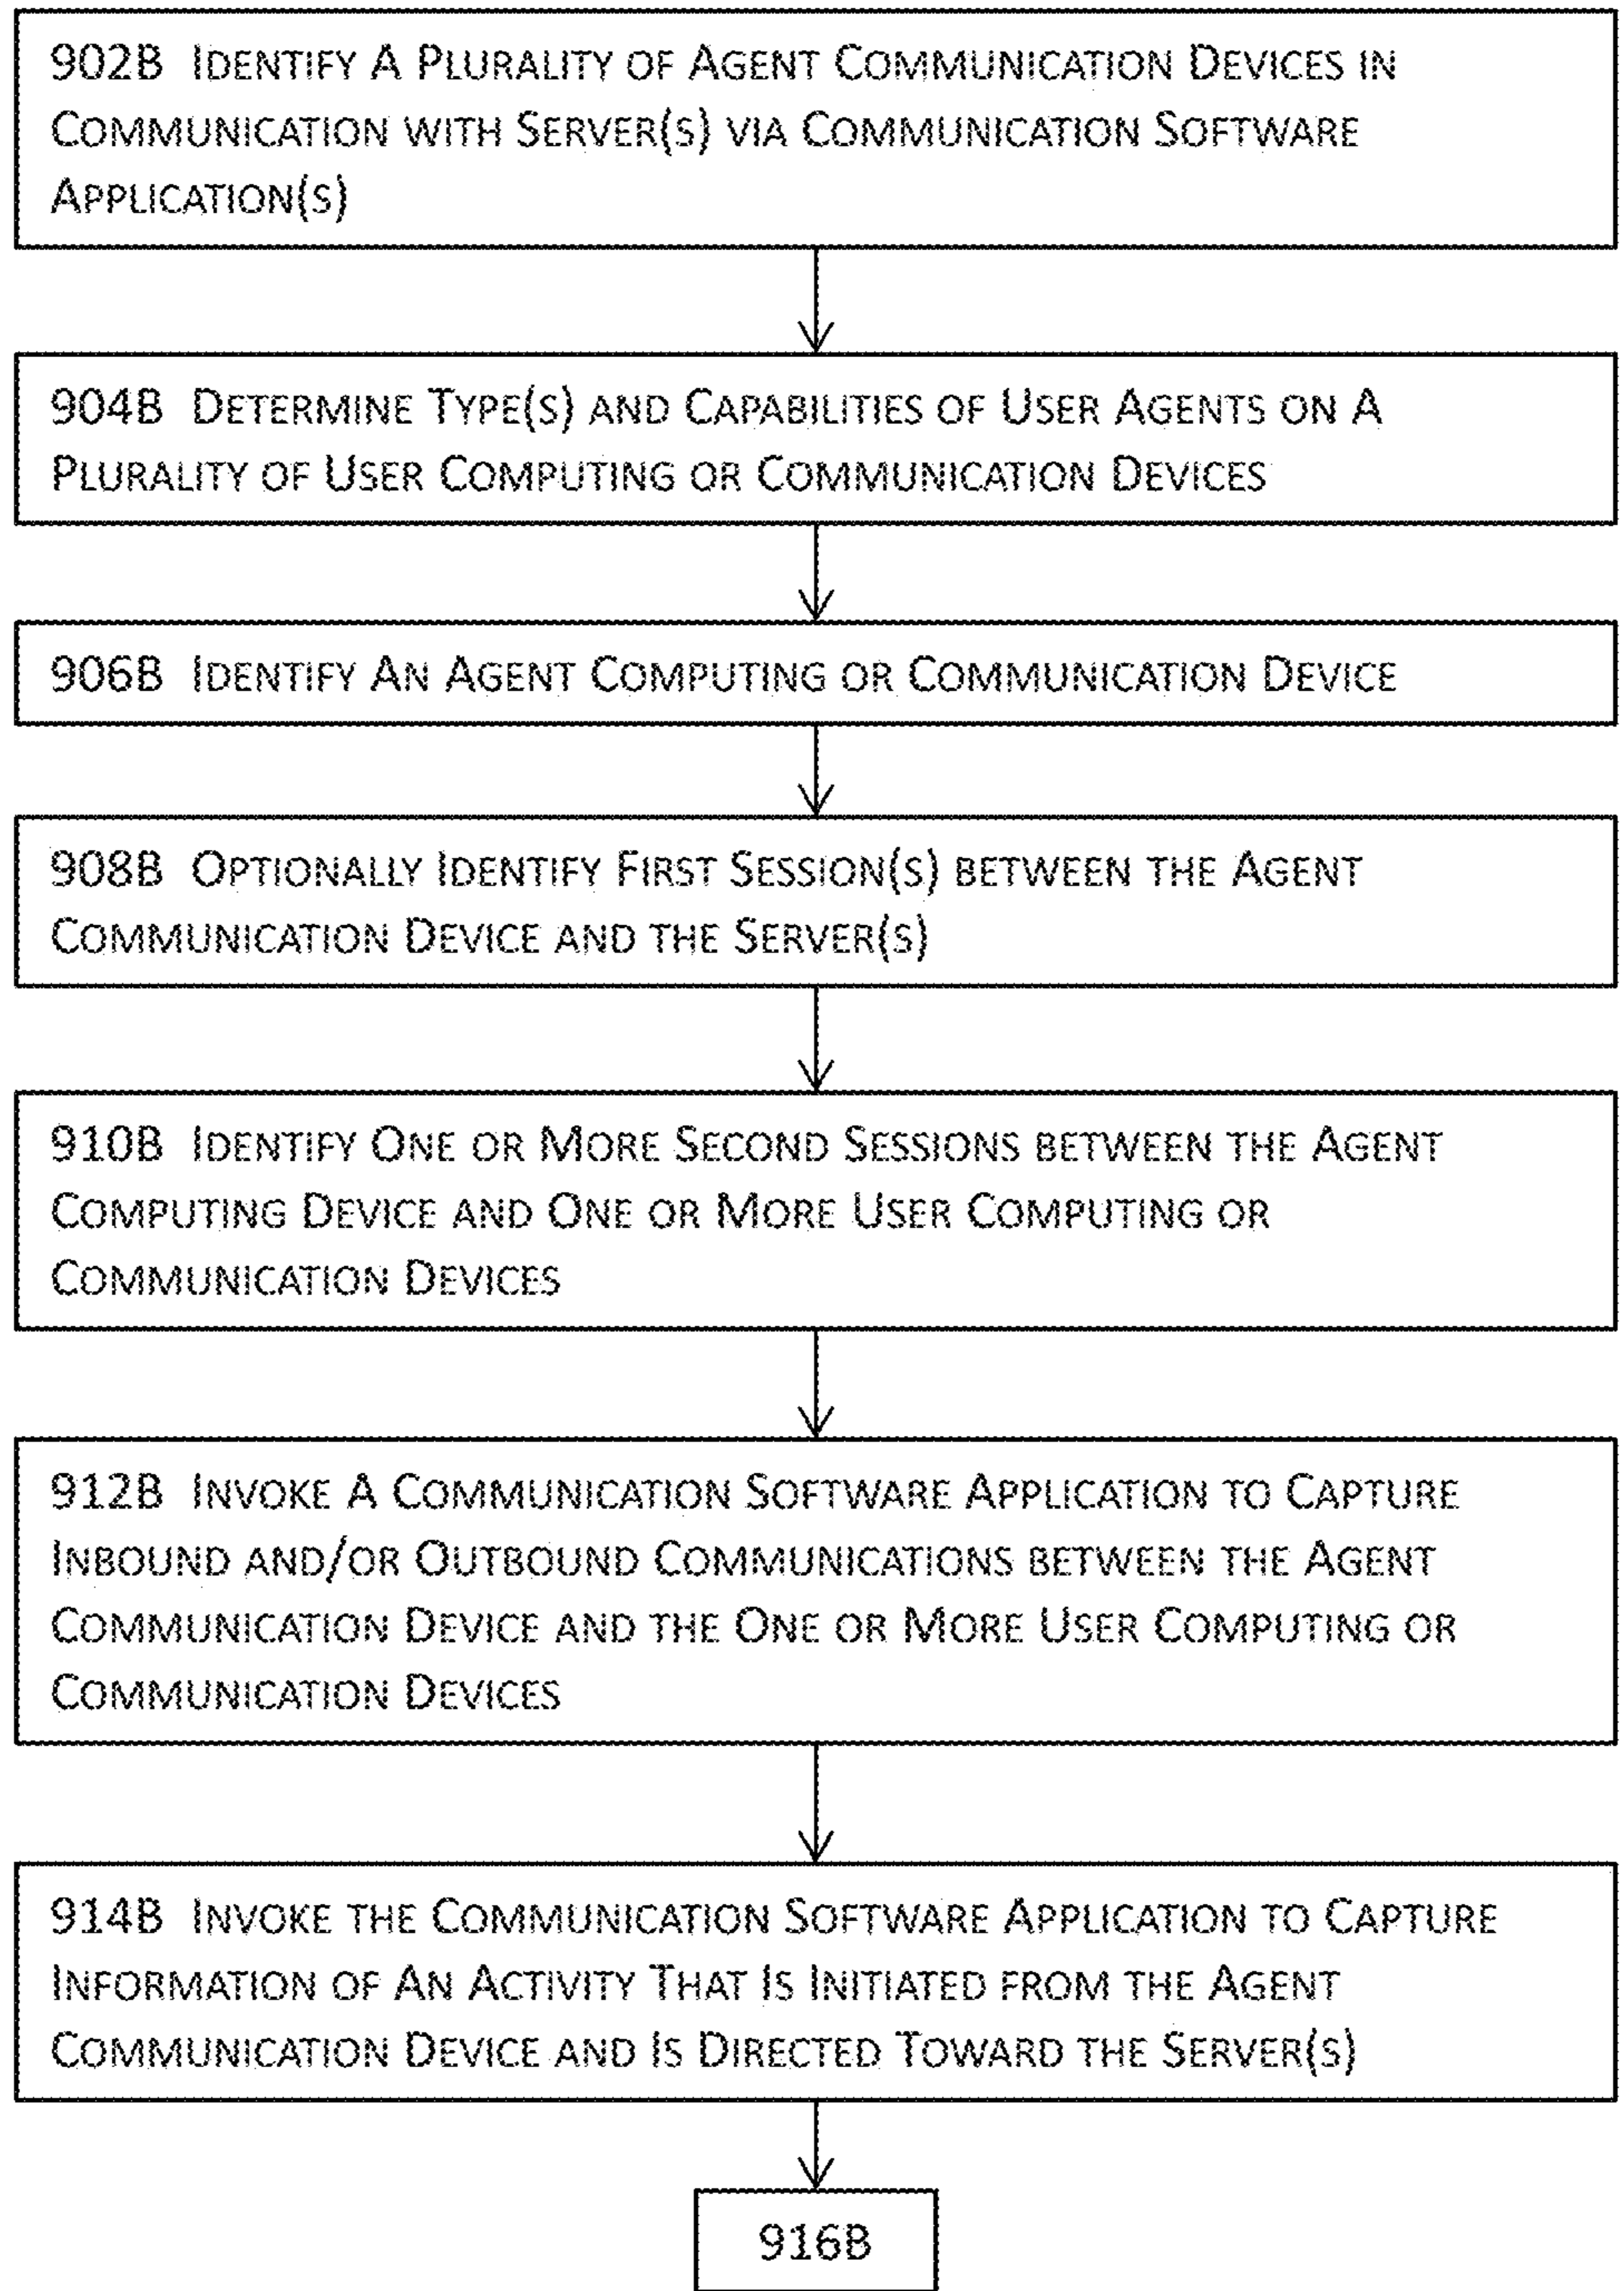 902B IDENTIFY A PLURALITY OF AGENT COMMUNICATION DEVICES IN
COMMUNICATION WITH SERVER(S) VIA COMMUNICATION SOFTWARE
APPLICATION(S)
904B DETERMINE TYPE(S) AND CAPABILITIES OF USER AGENTS ON A
PLURALITY OF USER COMPUTING OR COMMUNICATION DEVICES
906B IDENTIFY AN AGENT COMPUTING OR COMMUNICATION DEVICE
908B OPTIONALLY IDENTIFY FIRST SESSION(S) BETWEEN THE AGENT
COMMUNICATION DEVICE AND THE SERVER(S)
910B IDENTIFY ONE OR MORE SECOND SESSIONS BETWEEN THE AGENT
COMPUTING DEVICE AND ONE OR MORE USER COMPUTING OR
COMMUNICATION DEVICES
912B INVOKE A COMMUNICATION SOFTWARE APPLICATION TO CAPTURE
INBOUND AND/OR OUTBOUND COMMUNICATIONS BETWEEN THE AGENT
COMMUNICATION DEVICE AND THE ONE OR MORE USER COMPUTING OR
COMMUNICATION DEVICES
914B INVOKE THE COMMUNICATION SOFTWARE APPLICATION TO CAPTURE
INFORMATION OF AN ACTIVITY THAT IS INITIATED FROM THE AGENT
COMMUNICATION DEVICE AND IS DIRECTED TOWARD THE SERVER(S)
916B